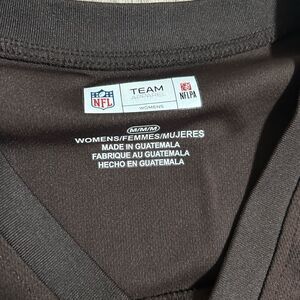 NFL
TEAM
APPAREL
WOMENS
NFLPA
M/M/M
WOMENS/FEMMES/MUJERES
MADE IN GUATEMALA
FABRIQUE AU GUATEMALA
HECHO EN GUATEMALA